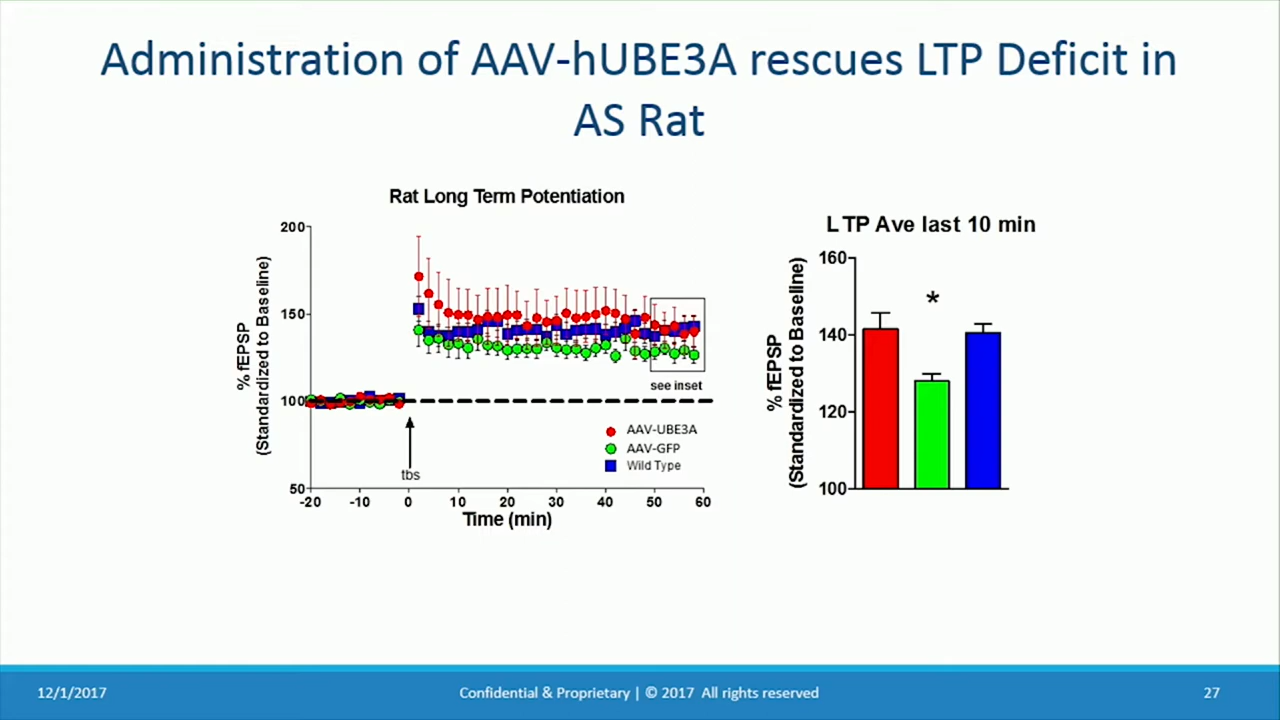 Administration of AAV-hUBE3A rescues LTP Deficit in
AS Rat
Rat Long Term Potentiation
% fEPSP
(Standardized to Baseline)
200
150
100
50
see inset
AAV-UBE3A
AAV-GFP
Wild Type
tbs
-20 -10 0 10 20 30 40 50 60
Time (min)
LTP Ave last 10 min
% fEPSP
(Standardized to Baseline)
160
140
120
100
*
12/1/2017
Confidential & Proprietary | © 2017 All rights reserved
27